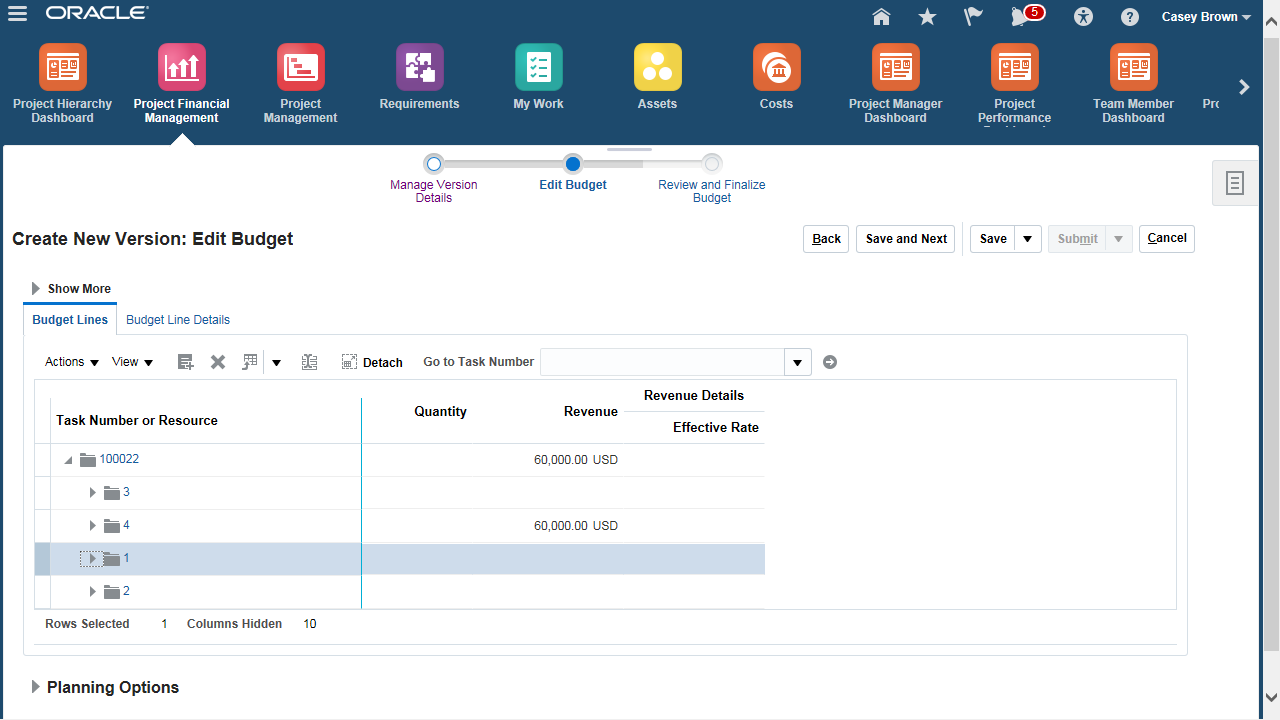 ORACLE
5
Casey Brown
Project Hierarchy Dashboard
Project Financial Management
Project Management
Requirements
My Work
Assets
Costs
Project Manager Dashboard
Project Performance
Team Member Dashboard
Manage Version Details
Edit Budget
Review and Finalize Budget
Create New Version: Edit Budget
Back
Save and Next
Save
Submit
Cancel
Show More
Budget Lines
Budget Line Details
Actions
View
Detach
Go to Task Number
Task Number or Resource
Quantity
Revenue
Revenue Details
Effective Rate
100022
60,000.00 USD
3
4
60,000.00 USD
1
2
Rows Selected 1
Columns Hidden 10
Planning Options